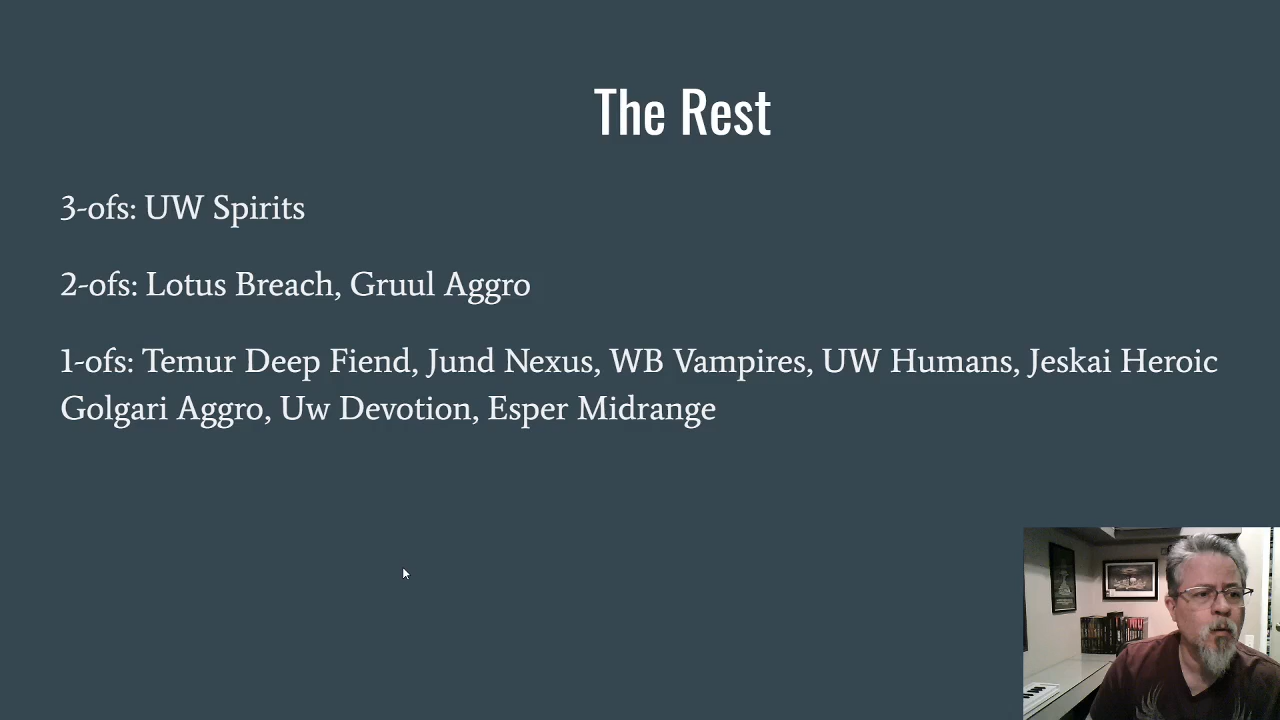 The Rest
3-ofs: UW Spirits
2-ofs: Lotus Breach, Gruul Aggro
1-ofs: Temur Deep Fiend, Jund Nexus, WB Vampires, UW Humans, Jeskai Heroic
Golgari Aggro, Uw Devotion, Esper Midrange